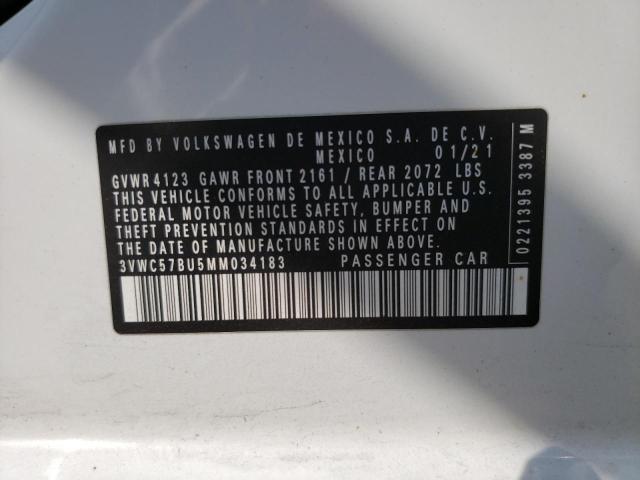 MFD BY VOLKSWAGEN DE MEXICO S.A. DE C.V.
MEXICO 01/21
GVWR 4123 GAWR FRONT 2161 / REAR 2072 LBS
THIS VEHICLE CONFORMS TO ALL APPLICABLE U.S.
FEDERAL MOTOR VEHICLE SAFETY, BUMPER AND
THEFT PREVENTION STANDARDS IN EFFECT ON
DATE OF MANUFACTURE SHOWN ABOVE.
3VWC57BU5MM034183 PASSENGER CAR
0221395 3387 M